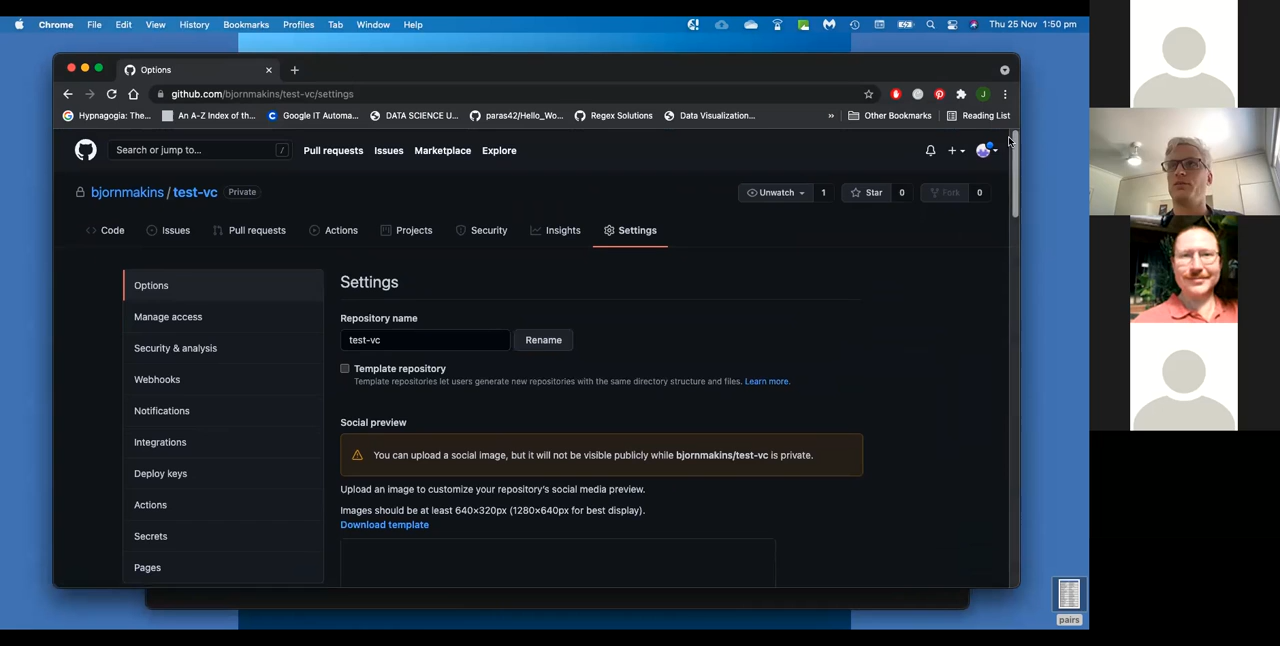 Chrome File Edit View History Bookmarks Profiles Tab Window Help Thu 25 Nov 1:50 pm
Options
github.com/bjornmakins/test-vc/settings
J
Hypnagogia: The... An A-Z Index of th... Google IT Automa... DATA SCIENCE U... paras42/Hello_Wo... Regex Solutions Data Visualization... » Other Bookmarks Reading List
Search or jump to... / Pull requests Issues Marketplace Explore
bjornmakins / test-vc Private Unwatch 1 Star 0 Fork 0
Code Issues Pull requests Actions Projects Security Insights Settings
Options
Manage access
Security & analysis
Webhooks
Notifications
Integrations
Deploy keys
Actions
Secrets
Pages
Settings
Repository name
test-vc Rename
Template repository
Template repositories let users generate new repositories with the same directory structure and files. Learn more.
Social preview
You can upload a social image, but it will not be visible publicly while bjornmakins/test-vc is private.
Upload an image to customize your repository's social media preview.
Images should be at least 640×320px (1280×640px for best display).
Download template
pairs